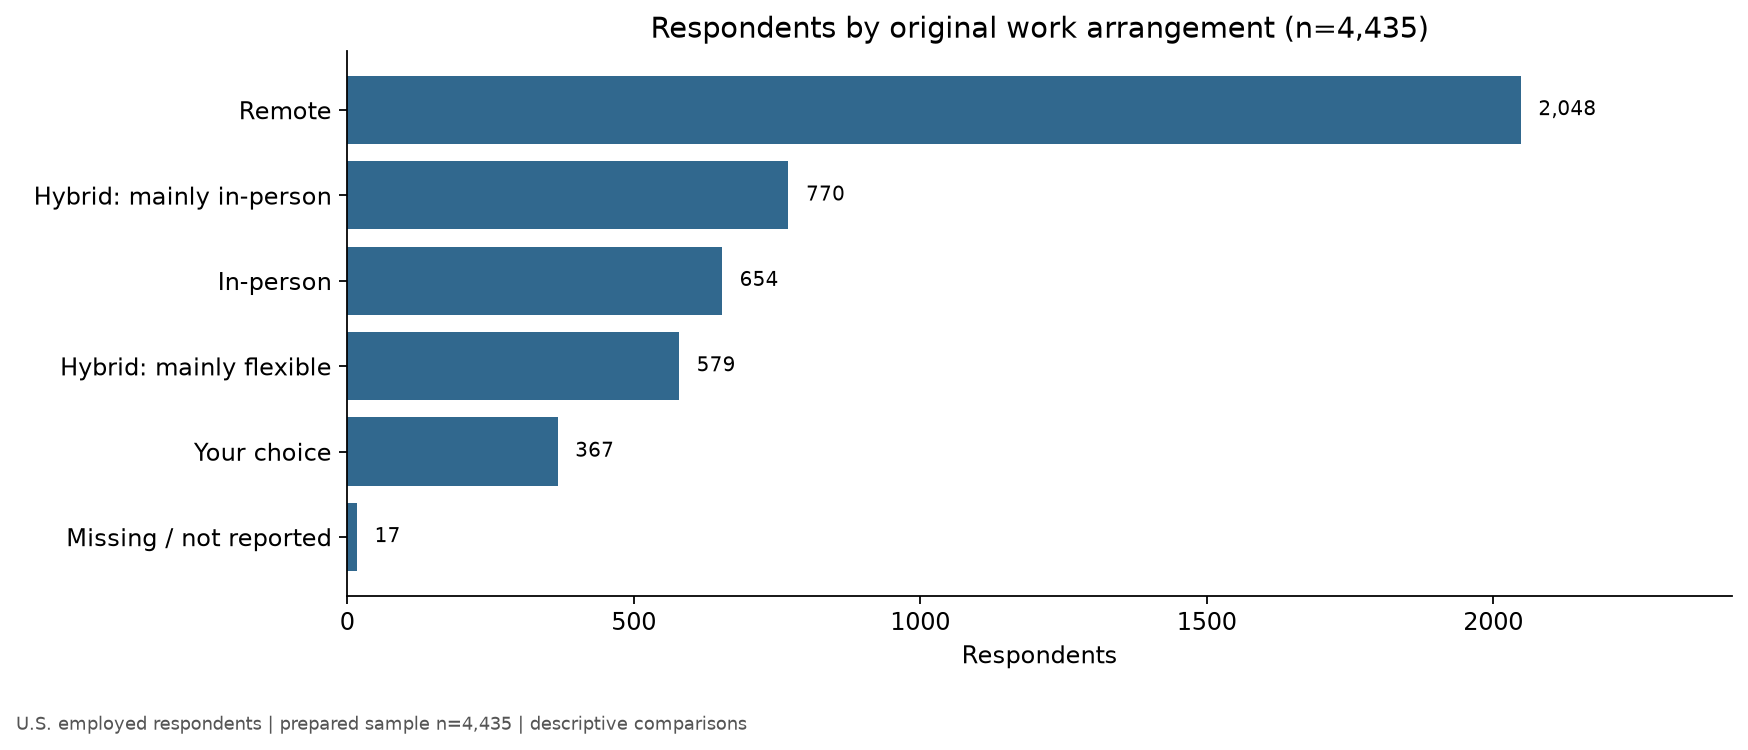 Respondents by original work arrangement (n=4,435)
Remote
2,048
Hybrid: mainly in-person
770
In-person
654
Hybrid: mainly flexible
579
Your choice
367
Missing / not reported
17
0 500 1000 1500 2000
Respondents
U.S. employed respondents | prepared sample n=4,435 | descriptive comparisons